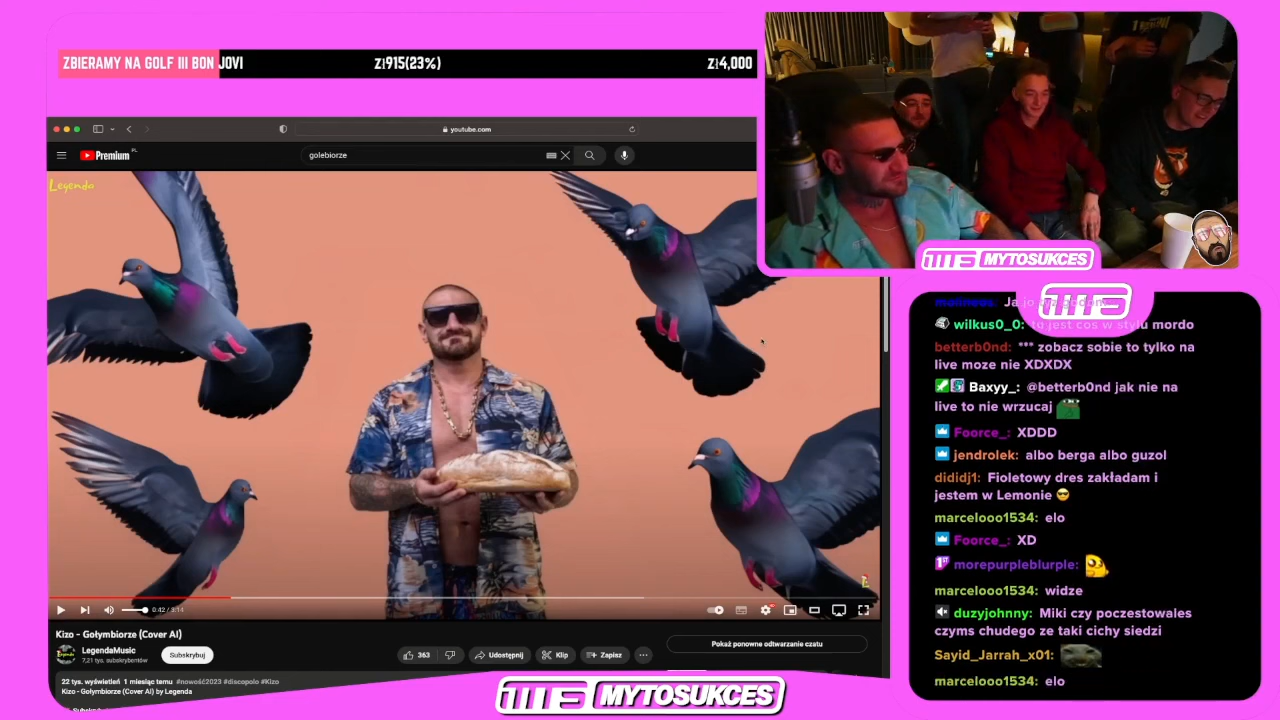 ZBIERAMY NA GOLF III BON JOVI
zł915(23%)
zł4,000
youtube.com
Premium PL
golebiorze
Legenda
0:42 / 3:14
Kizo - Gołymbiorze (Cover AI)
LegendaMusic
7,21 tys. subskrybentów
Subskrybuj
363
Udostępnij
Klip
Zapisz
Pokaż ponowne odtwarzanie czatu
22 tys. wyświetleń 1 miesiąc temu #nowość2023 #discopolo #Kizo
Kizo - Gołymbiorze (Cover AI) by Legenda
MYTOSUKCES
MYTOSUKCES
wilkus0_0: to jest cos w stylu mordo
betterb0nd: *** zobacz sobie to tylko na
live moze nie XDXDX
Baxyy_: @betterb0nd jak nie na
live to nie wrzucaj
Foorce_: XDDD
jendrolek: albo berga albo guzol
dididj1: Fioletowy dres zakładam i
jestem w Lemonie
marcelooo1534: elo
Foorce_: XD
morepurpleblurple:
marcelooo1534: widze
duzyjohnny: Miki czy poczestowales
czyms chudego ze taki cichy siedzi
Sayid_Jarrah_x01:
marcelooo1534: elo